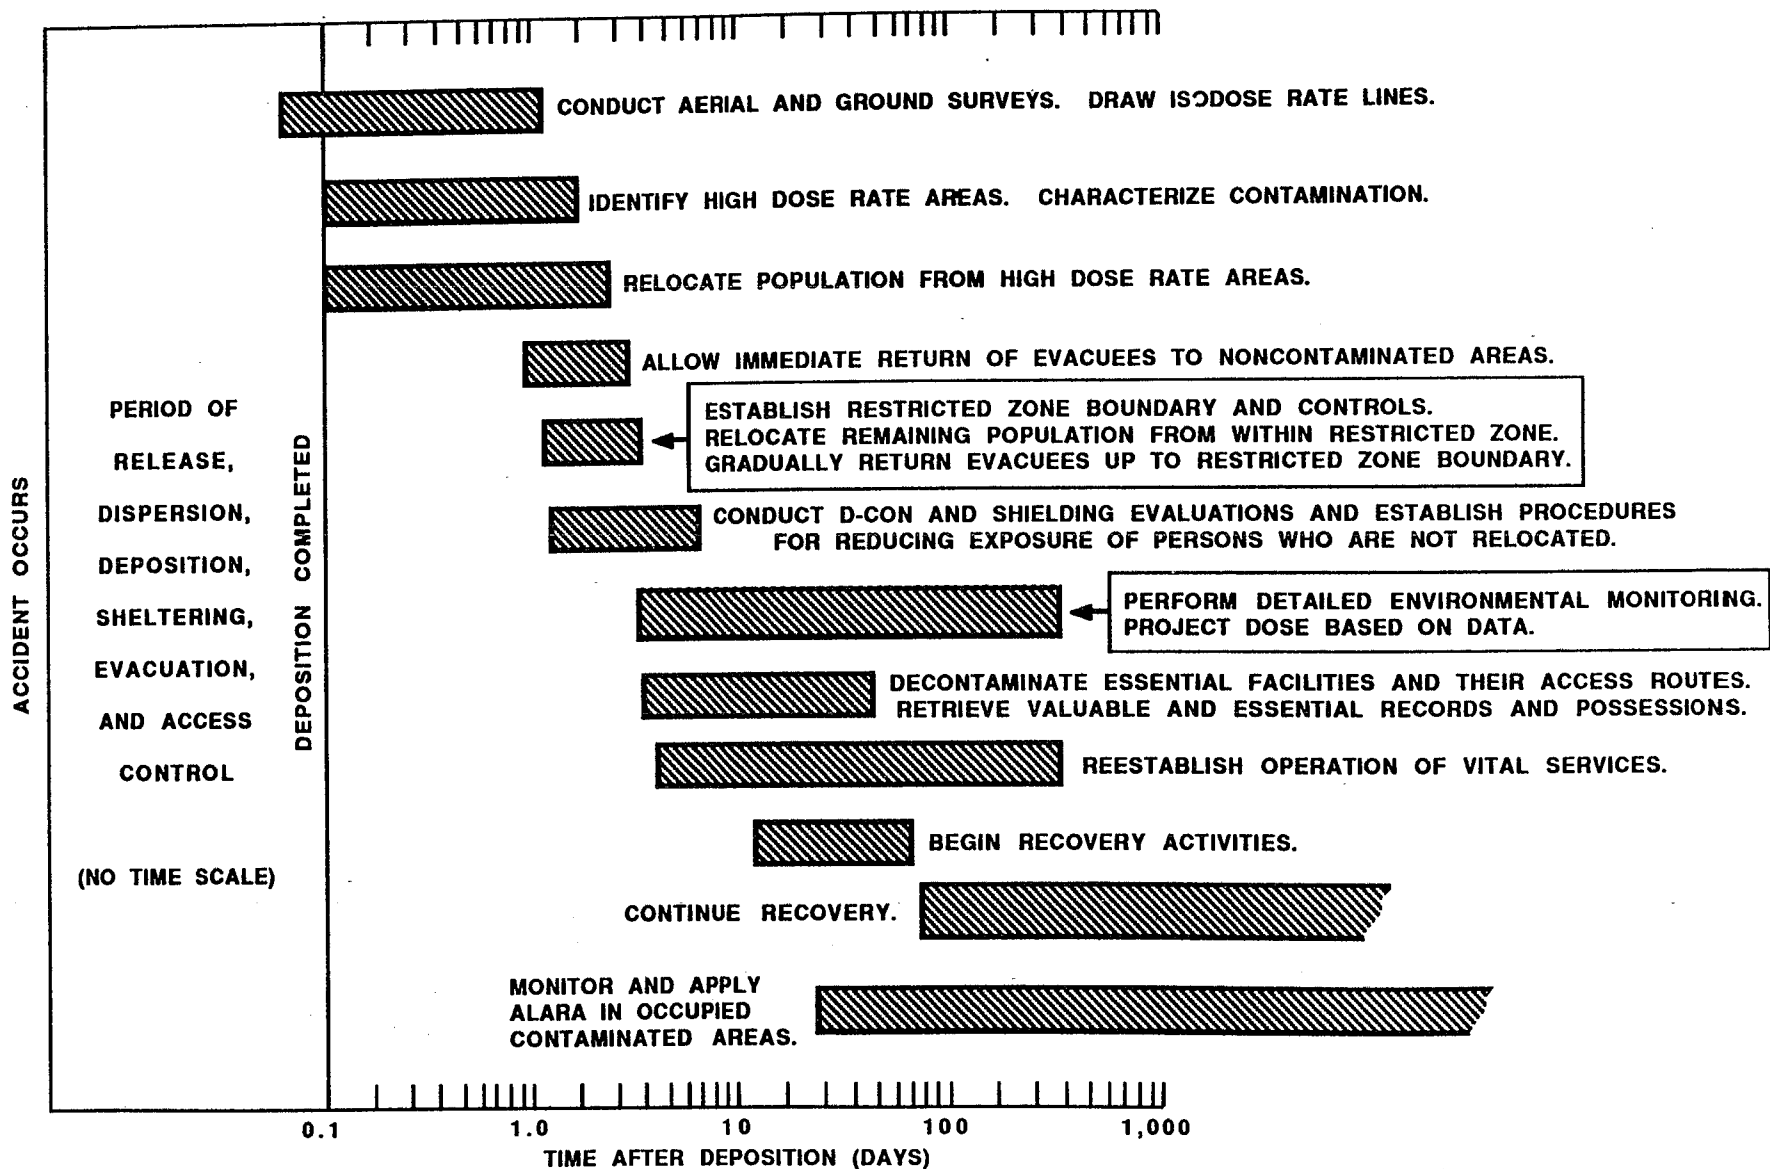 CONDUCT AERIAL AND GROUND SURVEYS. DRAW ISODOSE RATE LINES.
IDENTIFY HIGH DOSE RATE AREAS. CHARACTERIZE CONTAMINATION.
RELOCATE POPULATION FROM HIGH DOSE RATE AREAS.
ALLOW IMMEDIATE RETURN OF EVACUEES TO NONCONTAMINATED AREAS.
ESTABLISH RESTRICTED ZONE BOUNDARY AND CONTROLS.
RELOCATE REMAINING POPULATION FROM WITHIN RESTRICTED ZONE.
GRADUALLY RETURN EVACUEES UP TO RESTRICTED ZONE BOUNDARY.
CONDUCT D-CON AND SHIELDING EVALUATIONS AND ESTABLISH PROCEDURES
FOR REDUCING EXPOSURE OF PERSONS WHO ARE NOT RELOCATED.
PERFORM DETAILED ENVIRONMENTAL MONITORING.
PROJECT DOSE BASED ON DATA.
DECONTAMINATE ESSENTIAL FACILITIES AND THEIR ACCESS ROUTES.
RETRIEVE VALUABLE AND ESSENTIAL RECORDS AND POSSESSIONS.
REESTABLISH OPERATION OF VITAL SERVICES.
BEGIN RECOVERY ACTIVITIES.
CONTINUE RECOVERY.
MONITOR AND APPLY
ALARA IN OCCUPIED
CONTAMINATED AREAS.
ACCIDENT OCCURS
PERIOD OF
RELEASE,
DISPERSION,
DEPOSITION,
SHELTERING,
EVACUATION,
AND ACCESS
CONTROL
(NO TIME SCALE)
DEPOSITION COMPLETED
0.1 1.0 10 100 1,000
TIME AFTER DEPOSITION (DAYS)